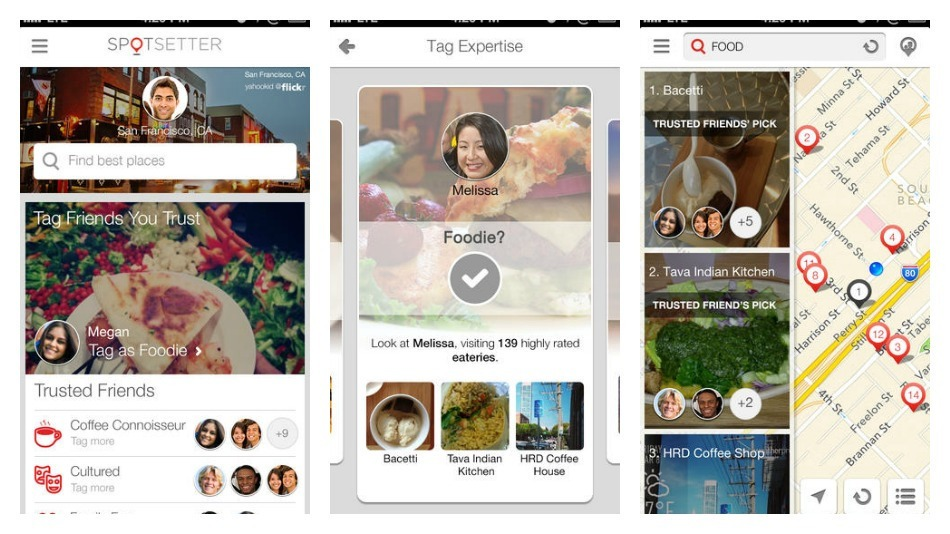 SPOTSETTER
San Francisco, CA
yahookid @flickr
San Francisco, CA
Find best places
Tag Friends You Trust
Megan
Tag as Foodie
Trusted Friends
Coffee Connoisseur
Tag more
+9
Cultured
Tag more
Tag Expertise
Melissa
Foodie?
Look at Melissa, visiting 139 highly rated
eateries.
Bacetti
Tava Indian
Kitchen
HRD Coffee
House
FOOD
1. Bacetti
TRUSTED FRIENDS' PICK
+5
2. Tava Indian Kitchen
TRUSTED FRIEND'S PICK
+2
3. HRD Coffee Shop
Minna St
Howard St
2
Tehama St
2nd St
SOU
BEA
Hawthorne St
4
Harrison
11
8
80
3rd St
1
Harrison St
Perry St
12
3
4th St
14
Freelon St
Brannan St